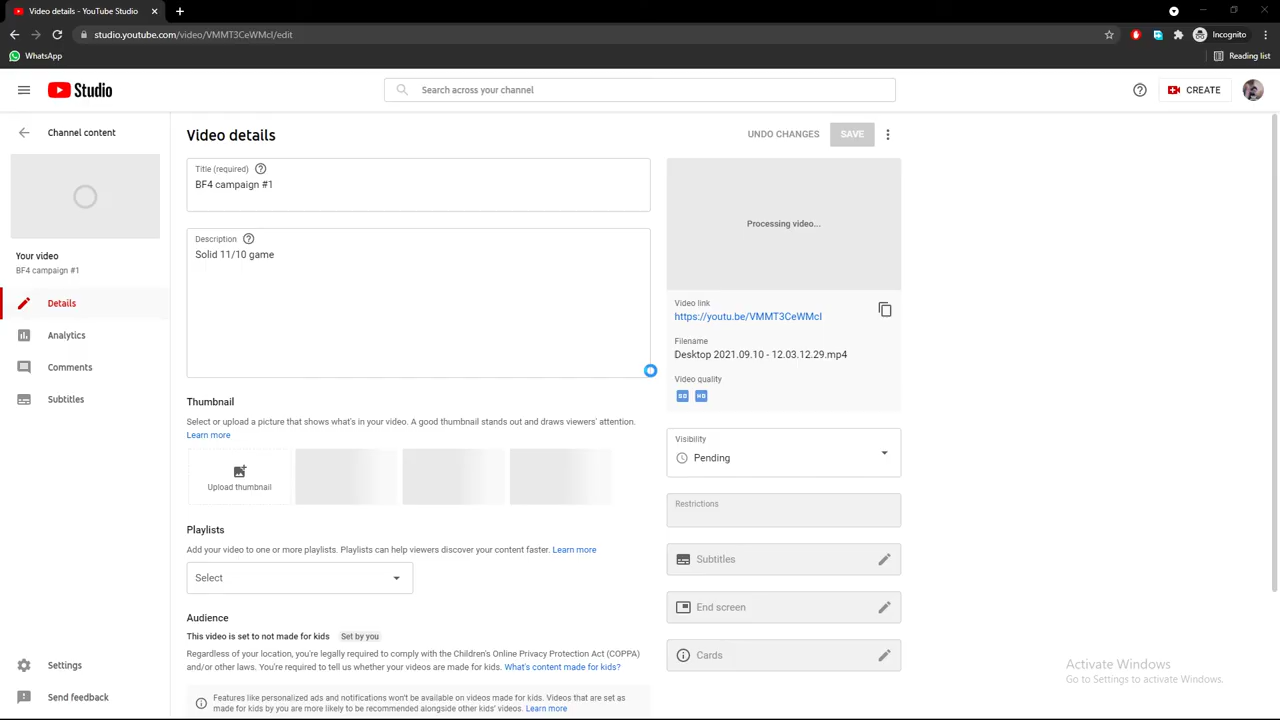 Video details - YouTube Studio
studio.youtube.com/video/VMMT3CeWMcI/edit
Incognito
WhatsApp
Reading list
Studio
Search across your channel
CREATE
Channel content
Video details
UNDO CHANGES
SAVE
Title (required)
BF4 campaign #1
Processing video...
Description
Solid 11/10 game
Your video
BF4 campaign #1
Details
Analytics
Comments
Subtitles
Video link
https://youtu.be/VMMT3CeWMcI
Filename
Desktop 2021.09.10 - 12.03.12.29.mp4
Video quality
SD HD
Thumbnail
Select or upload a picture that shows what's in your video. A good thumbnail stands out and draws viewers' attention.
Learn more
Upload thumbnail
Visibility
Pending
Restrictions
Subtitles
End screen
Cards
Playlists
Add your video to one or more playlists. Playlists can help viewers discover your content faster. Learn more
Select
Audience
This video is set to not made for kids Set by you
Regardless of your location, you're legally required to comply with the Children's Online Privacy Protection Act (COPPA)
and/or other laws. You're required to tell us whether your videos are made for kids. What's content made for kids?
Features like personalized ads and notifications won't be available on videos made for kids. Videos that are set as
made for kids by you are more likely to be recommended alongside other kids' videos. Learn more
Settings
Send feedback
Activate Windows
Go to Settings to activate Windows.